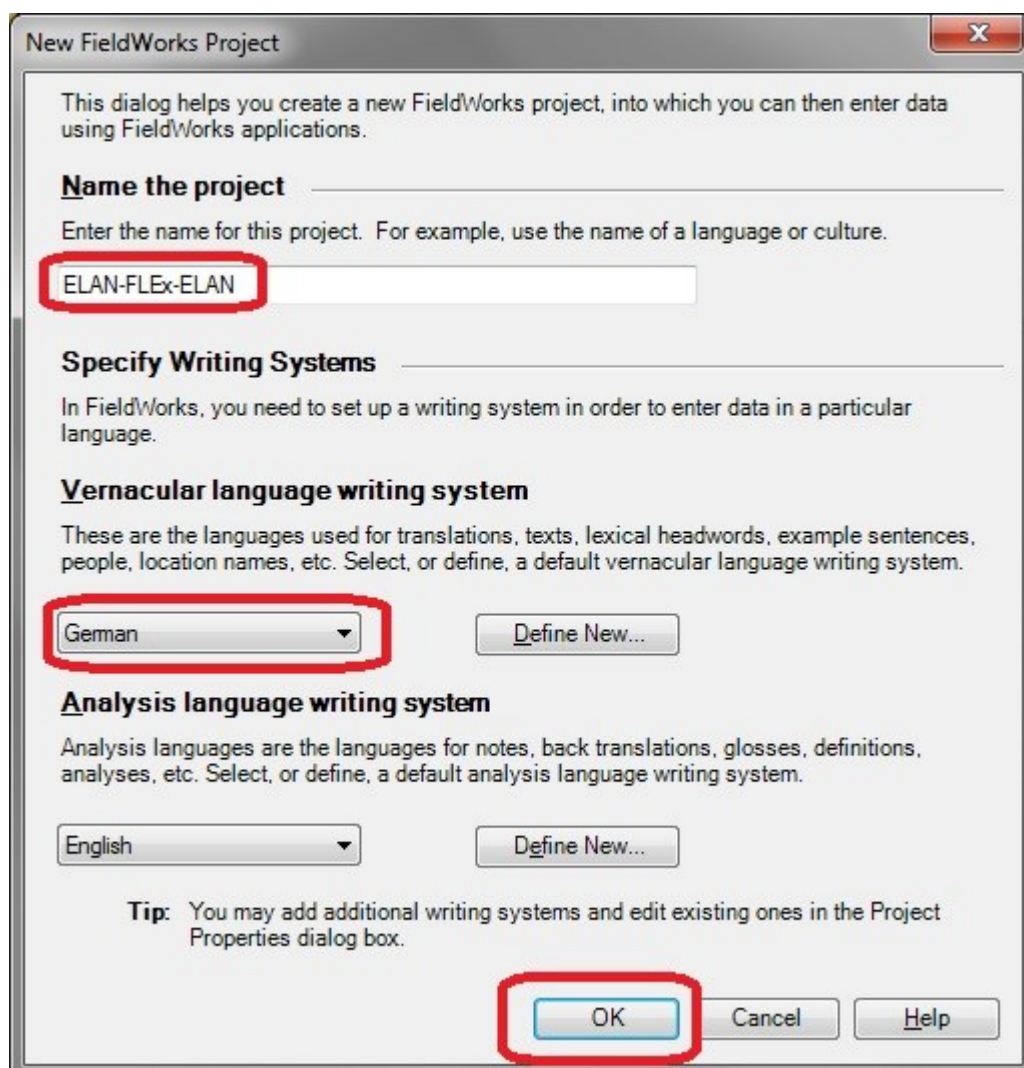 New FieldWorks Project
This dialog helps you create a new FieldWorks project, into which you can then enter data
using FieldWorks applications.
Name the project
Enter the name for this project.  For example, use the name of a language or culture.
ELAN-FLEx-ELAN
Specify Writing Systems
In FieldWorks, you need to set up a writing system in order to enter data in a particular
language.
Vernacular language writing system
These are the languages used for translations, texts, lexical headwords, example sentences,
people, location names, etc. Select, or define, a default vernacular language writing system.
German
Define New...
Analysis language writing system
Analysis languages are the languages for notes, back translations, glosses, definitions,
analyses, etc. Select, or define, a default analysis language writing system.
English
Define New...
Tip: You may add additional writing systems and edit existing ones in the Project
Properties dialog box.
OK
Cancel
Help